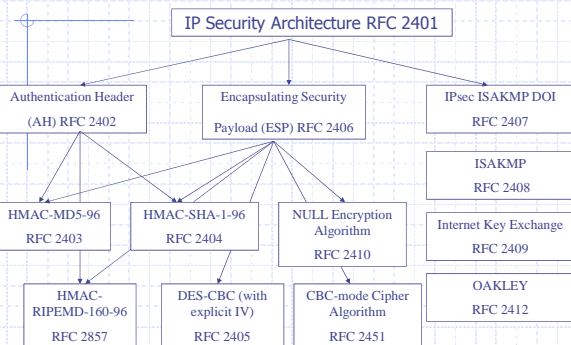 IP Security Architecture RFC 2401
Authentication Header
(AH) RFC 2402
Encapsulating Security
Payload (ESP) RFC 2406
IPsec ISAKMP DOI
RFC 2407
ISAKMP
RFC 2408
HMAC-MD5-96
RFC 2403
HMAC-SHA-1-96
RFC 2404
NULL Encryption
Algorithm
RFC 2410
Internet Key Exchange
RFC 2409
HMAC-
RIPEMD-160-96
RFC 2857
DES-CBC (with
explicit IV)
RFC 2405
CBC-mode Cipher
Algorithm
RFC 2451
OAKLEY
RFC 2412